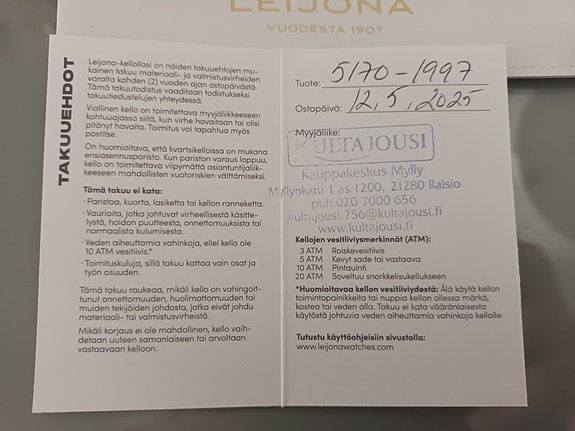 LEIJONA
VUODESTA 1907
TAKUUEHDOT
Leijona-kellollasi on näiden takuuehtojen mu-
kainen takuu materiaali- ja valmistusvirheiden
varalta kahden (2) vuoden ajan ostopäivästä.
Tämä takuutodistus vaaditaan todistukseksi
takuutiedustelujen yhteydessä.
Viallinen kello on toimitettava myyjäliikkeseen
kohtuuajassa siitä, kun virhe havaitaan tai olisi
pitänyt havaita. Toimitus voi tapahtua myös
postitse.
On huomioitava, että kvartsikelloissa on mukana
ensiasennusparisto. Kun pariston varaus loppuu,
kello on toimitettava viipymättä asiantuntijaliik-
keeseen mahdollisten vuotoriskien välttämiseksi.
Tämä takuu ei kata:
· Paristoa, kuorta, lasiketta tai kellon ranneketta.
· Vaurioita, jotka johtuvat virheellisestä käsitte-
lystä, hoidon puutteesta, onnettomuuksista tai
normaalista kulumisesta.
· Veden aiheuttamia vahinkoja, ellei kello ole
10 ATM vesitiivis.*
· Toimituskuluja, sillä takuu kattaa vain osat ja
työn osuuden.
Tämä takuu raukeaa, mikäli kello on vahingoit-
tunut onnettomuuden, huolimattomuuden tai
muiden tekijöiden johdosta, jotka eivät johdu
materiaali- tai valmistusvirheistä.
Mikäli korjaus ei ole mahdollinen, kello vaih-
detaan uuteen samanlaiseen tai arvoltaan
vastaavaan kelloon.
Tuote: 5170-1997
Ostopäivä: 12,5,2025
Myyjäliike:
KULTAJOUSI
Kauppakeskus Mylly
Myllynkatu 1 as.1200, 21280 Raisio
puh.020 7000 656
kultajousi.756@kultajousi.fi
www.kultajousi.fi
Kellojen vesitiiviysmerkinnät (ATM):
3 ATM Roiskevesitiivis
5 ATM Kevyt sade tai vastaava
10 ATM Pintauinti
20 ATM Soveltuu snorkkelisukellukseen
*Huomioitavaa kellon vesitiiviydestä: Älä käytä kellon
toimintopainikkeita tai nuppia kellon ollessa märkä,
kostea tai veden alla. Takuu ei kata vääränlaisesta
käytöstä johtuvia veden aiheuttamia vahinkoja kellolle.
Tutustu käyttöohjeisiin sivustolla:
www.leijonawatches.com